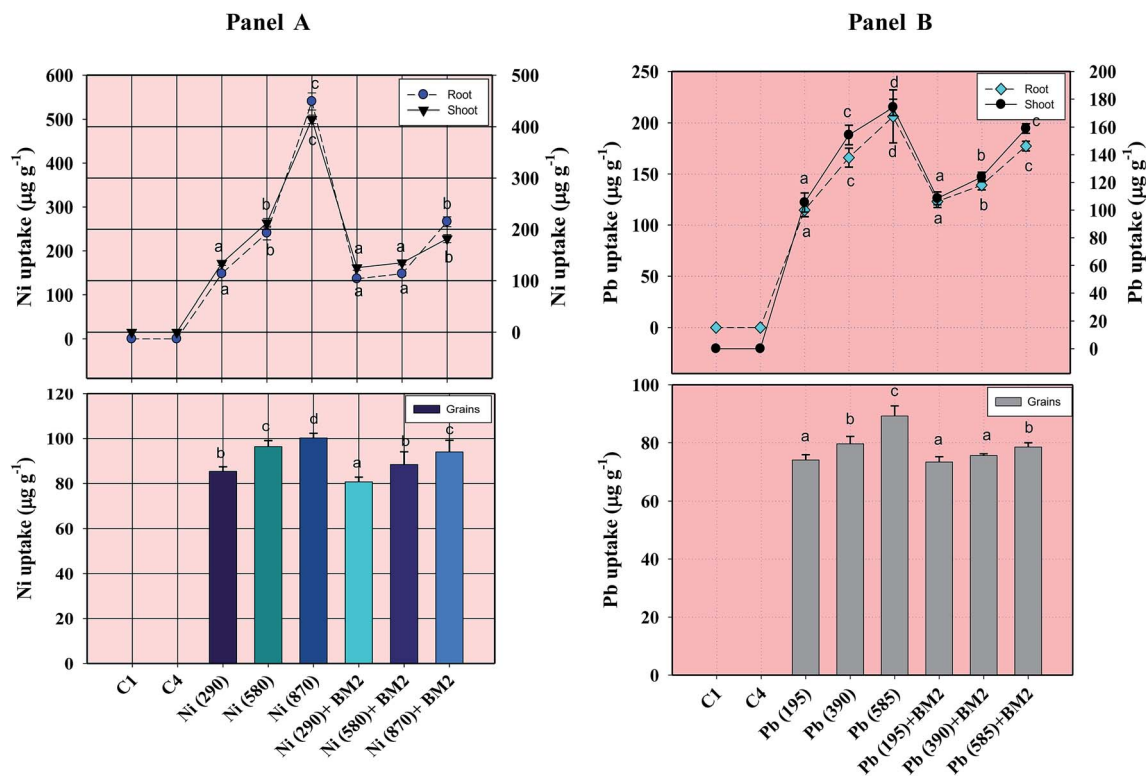 Panel A
Ni uptake (µg g-1)
600
500
400
300
200
100
0
Root
Shoot
a
a
b
b
c
c
a
a
a
a
b
b
500
400
300
200
100
0
Ni uptake (µg g-1)
Ni uptake (µg g-1)
120
100
80
60
40
20
0
Grains
b
c
d
a
b
c
C1
C4
Ni (290)
Ni (580)
Ni (870)
Ni (290)+ BM2
Ni (580)+ BM2
Ni (870)+ BM2
Panel B
Pb uptake (µg g-1)
250
200
150
100
50
0
Root
Shoot
a
a
c
c
d
d
a
a
b
b
c
c
200
180
160
140
120
100
80
60
40
20
0
Pb uptake (µg g-1)
Pb uptake (µg g-1)
100
80
60
40
20
0
Grains
a
b
c
a
a
b
C1
C4
Pb (195)
Pb (390)
Pb (585)
Pb (195)+BM2
Pb (390)+BM2
Pb (585)+BM2